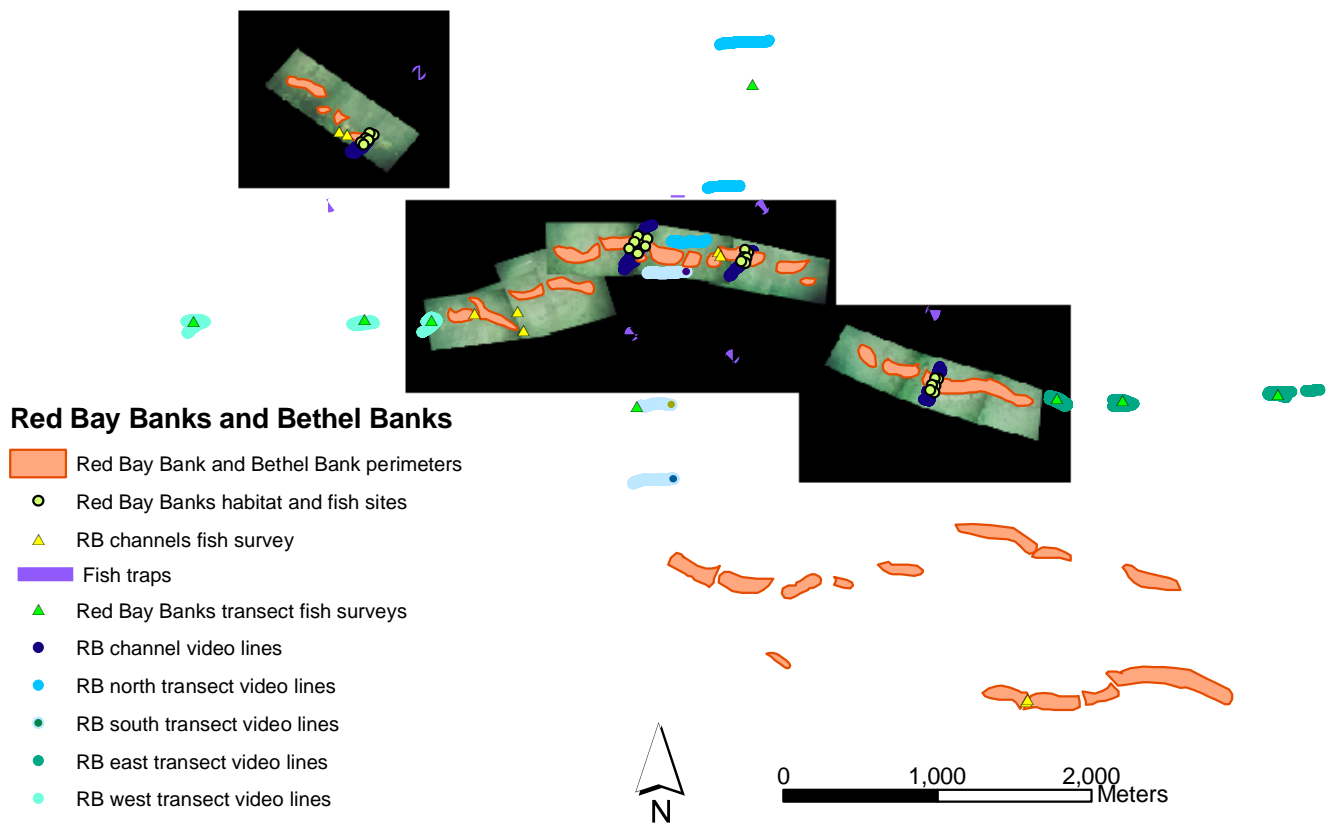 Red Bay Banks and Bethel Banks
Red Bay Bank and Bethel Bank perimeters
Red Bay Banks habitat and fish sites
RB channels fish survey
Fish traps
Red Bay Banks transect fish surveys
RB channel video lines
RB north transect video lines
RB south transect video lines
RB east transect video lines
RB west transect video lines
N
0 1,000 2,000
Meters